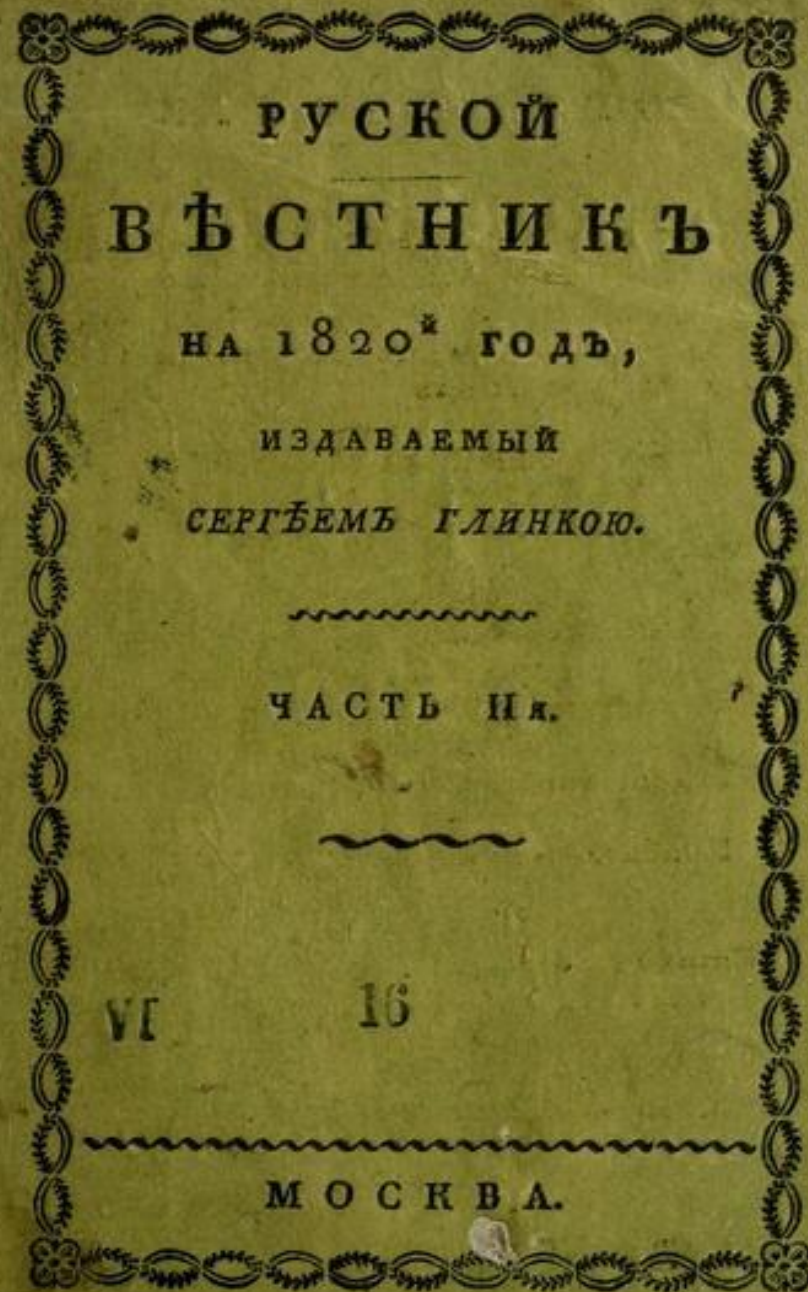 РУСКОЙ
ВѢСТНИКЪ
НА 1820й ГОДЪ,
ИЗДАВАЕМЫЙ
СЕРГѢЕМЪ ГЛИНКОЮ.
ЧАСТЬ IIя.
VI 16
МОСКВА.